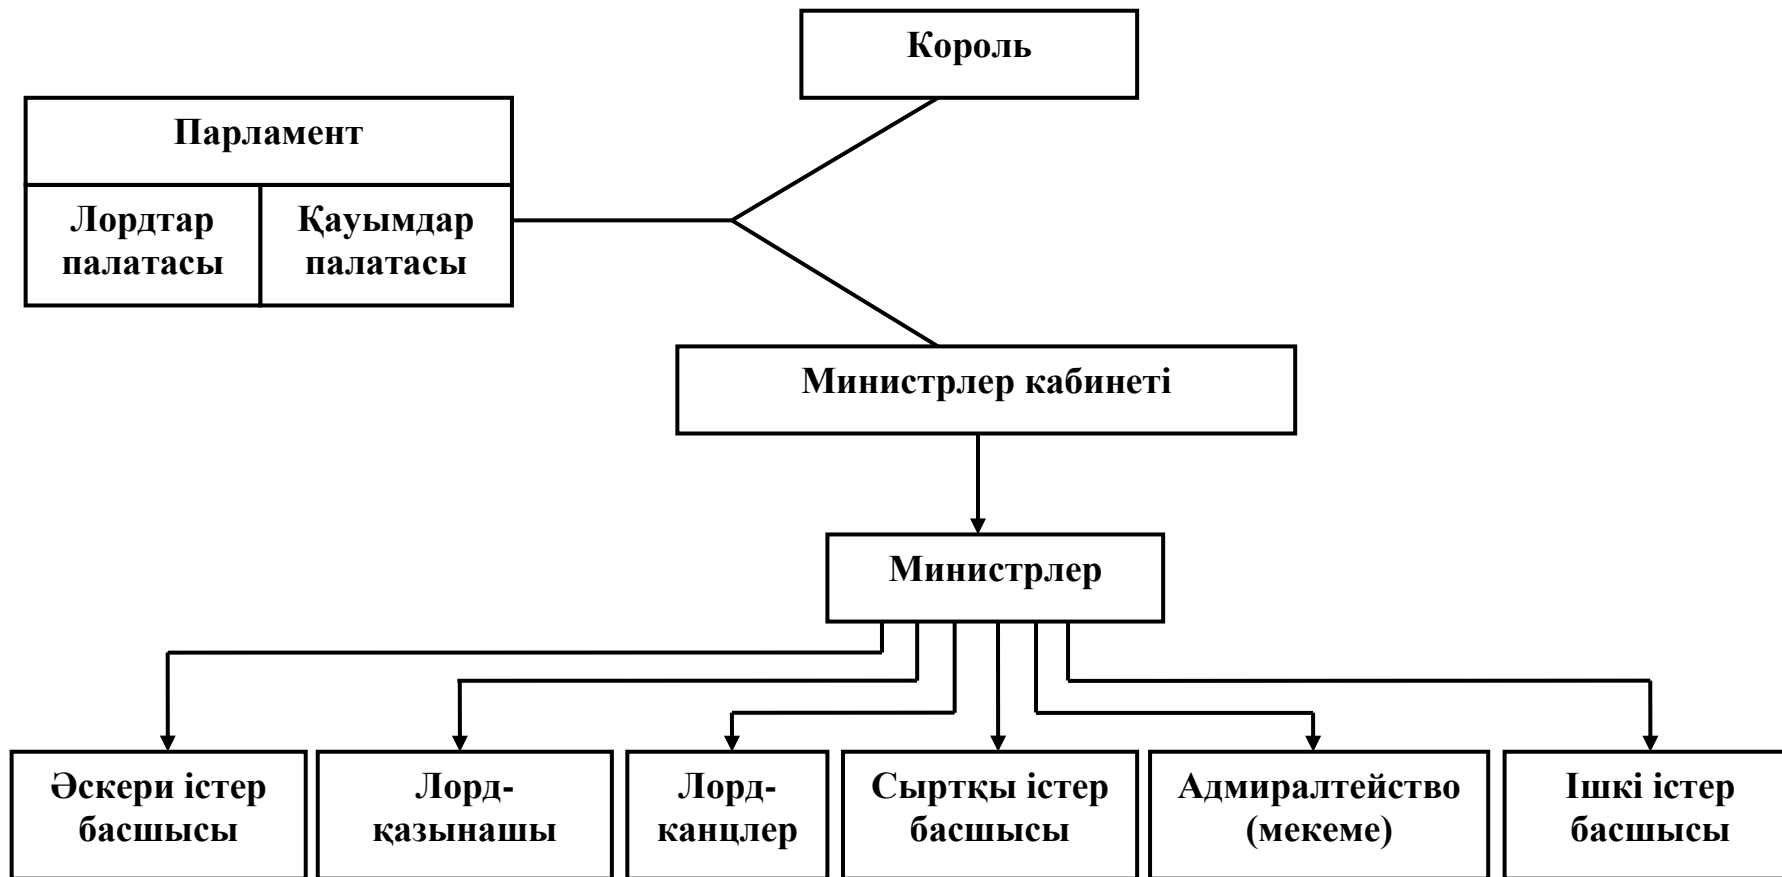 Король
Парламент
Лордтар
палатасы
Қауымдар
палатасы
Министрлер кабинеті
Министрлер
Әскери істер
басшысы
Лорд-
қазынашы
Лорд-
канцлер
Сыртқы істер
басшысы
Адмиралтейство
(мекеме)
Ішкі істер
басшысы